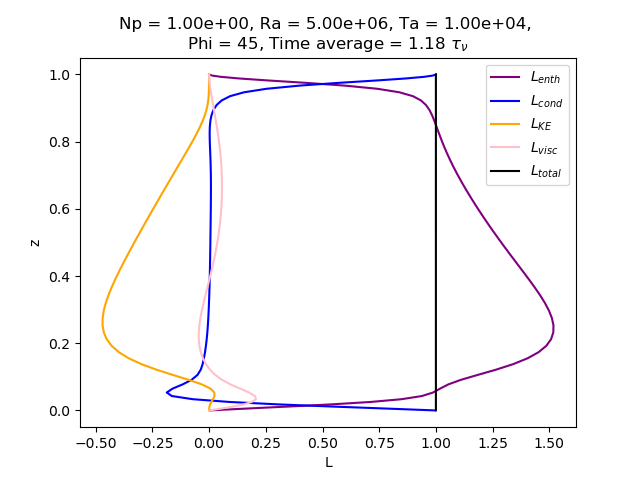 Np = 1.00e+00, Ra = 5.00e+06, Ta = 1.00e+04,
Phi = 45, Time average = 1.18 τ_ν
1.0
0.8
0.6
0.4
0.2
0.0
z
L_enth
L_cond
L_KE
L_visc
L_total
−0.50
−0.25
0.00
0.25
0.50
0.75
1.00
1.25
1.50
L